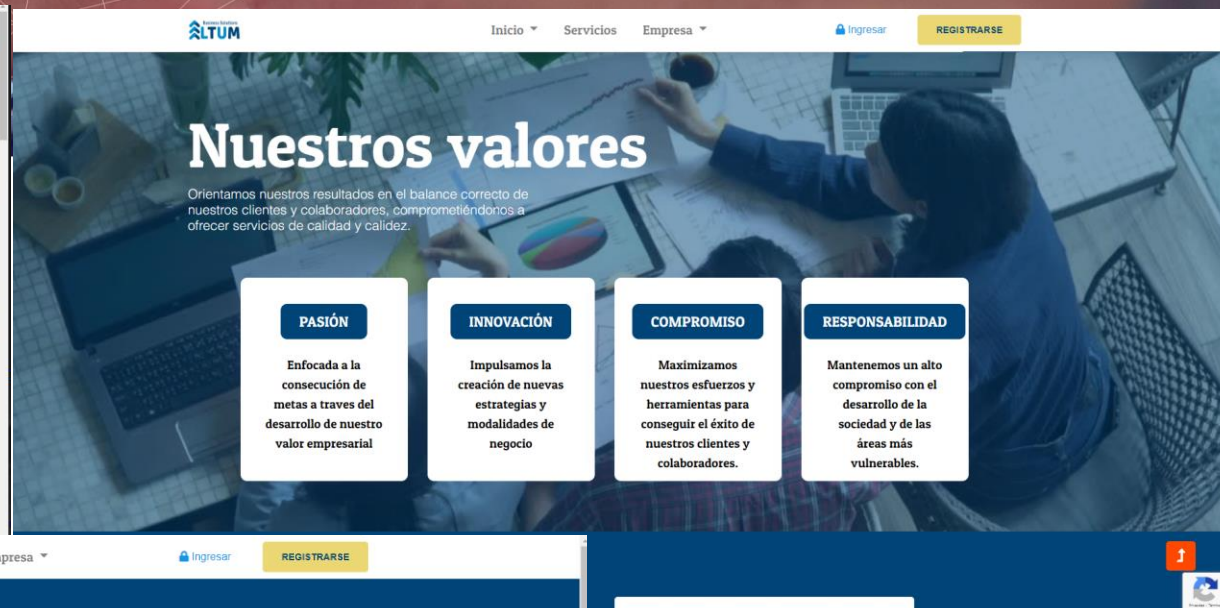 Business Solutions
ALTUM
Inicio
Servicios
Empresa
Ingresar
REGISTRARSE
Nuestros valores
Orientamos nuestros resultados en el balance correcto de
nuestros clientes y colaboradores, comprometiéndonos a
ofrecer servicios de calidad y calidez.
PASIÓN
Enfocada a la
consecución de
metas a traves del
desarrollo de nuestro
valor empresarial
INNOVACIÓN
Impulsamos la
creación de nuevas
estrategias y
modalidades de
negocio
COMPROMISO
Maximizamos
nuestros esfuerzos y
herramientas para
conseguir el éxito de
nuestros clientes y
colaboradores.
RESPONSABILIDAD
Mantenemos un alto
compromiso con el
desarrollo de la
sociedad y de las
áreas más
vulnerables.
mpresa
Ingresar
REGISTRARSE